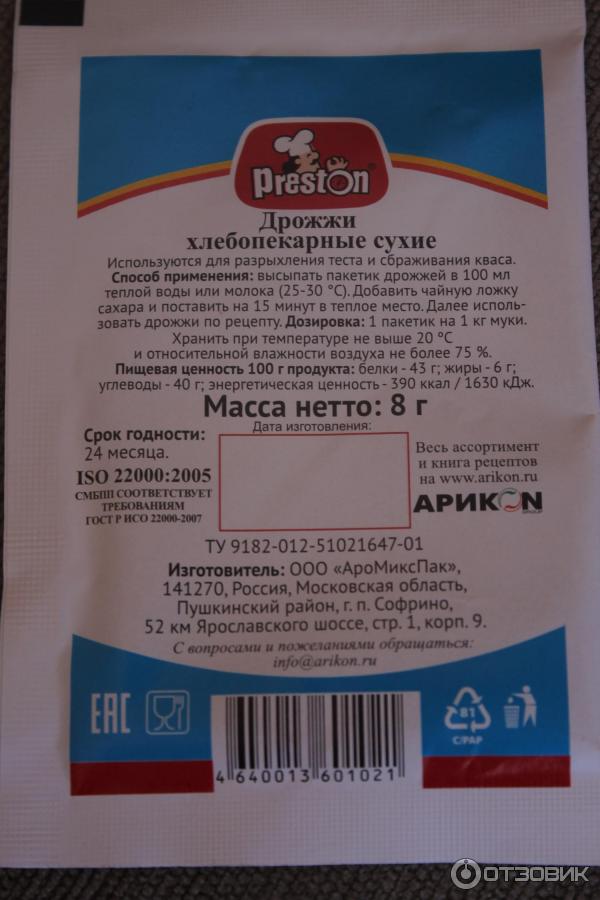 Preston
Дрожжи
хлебопекарные сухие
Используются для разрыхления теста и сбраживания кваса.
Способ применения: высыпать пакетик дрожжей в 100 мл
теплой воды или молока (25-30 °С). Добавить чайную ложку
сахара и поставить на 15 минут в теплое место. Далее исполь-
зовать дрожжи по рецепту. Дозировка: 1 пакетик на 1 кг муки.
Хранить при температуре не выше 20 °С
и относительной влажности воздуха не более 75 %.
Пищевая ценность 100 г продукта: белки - 43 г; жиры - 6 г;
углеводы - 40 г; энергетическая ценность - 390 ккал / 1630 кДж.
Масса нетто: 8 г
Дата изготовления:
Срок годности:
24 месяца.
ISO 22000:2005
СМБПП СООТВЕТСТВУЕТ
ТРЕБОВАНИЯМ
ГОСТ Р ИСО 22000-2007
Весь ассортимент
и книга рецептов
на www.arikon.ru
АРИКОN
GROUP
ТУ 9182-012-51021647-01
Изготовитель: ООО «АроМиксПак»,
141270, Россия, Московская область,
Пушкинский район, г. п. Софрино,
52 км Ярославского шоссе, стр. 1, корп. 9.
С вопросами и пожеланиями обращаться:
info@arikon.ru
EAC
81
C/PAP
4 640013 601021
ОТЗОВИК